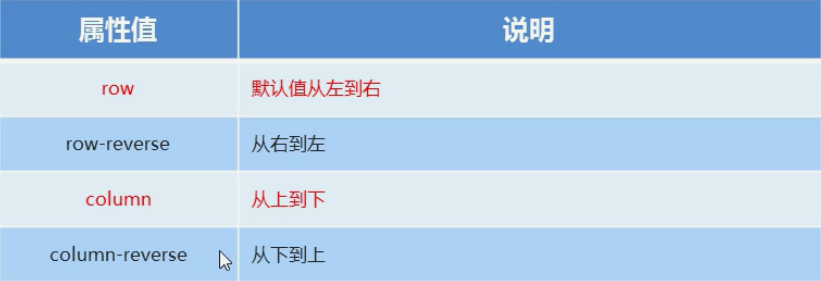 属性值 说明
row 默认值从左到右
row-reverse 从右到左
column 从上到下
column-reverse 从下到上